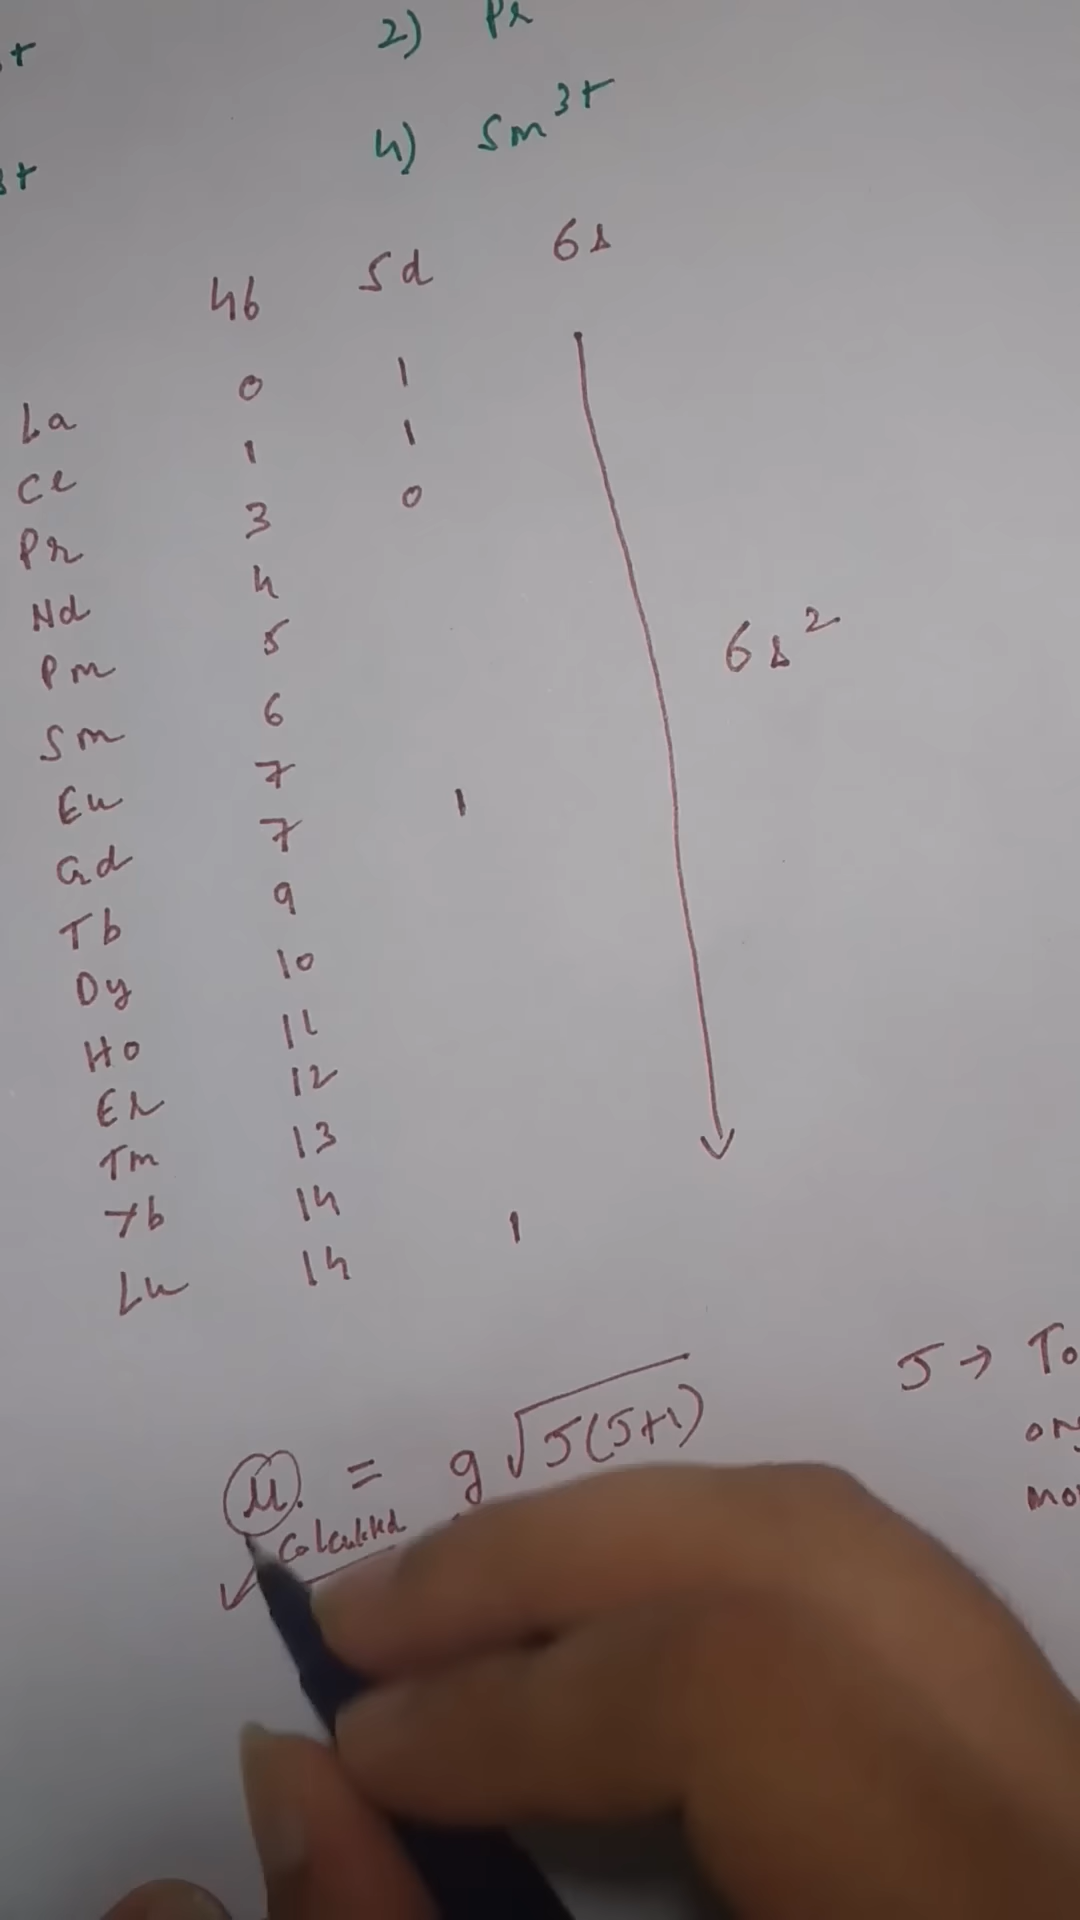 3+ 2) Pr
3+ 4) Sm3+
4f 5d 6s
La 0 1
Ce 1 1
Pr 3 0
Nd 4
Pm 5
Sm 6 6s2
Eu 7
Gd 7 1
Tb 9
Dy 10
Ho 11
Er 12
Tm 13
Yb 14
Lu 14 1
J → To
μ = g√J(J+1)
Calculated